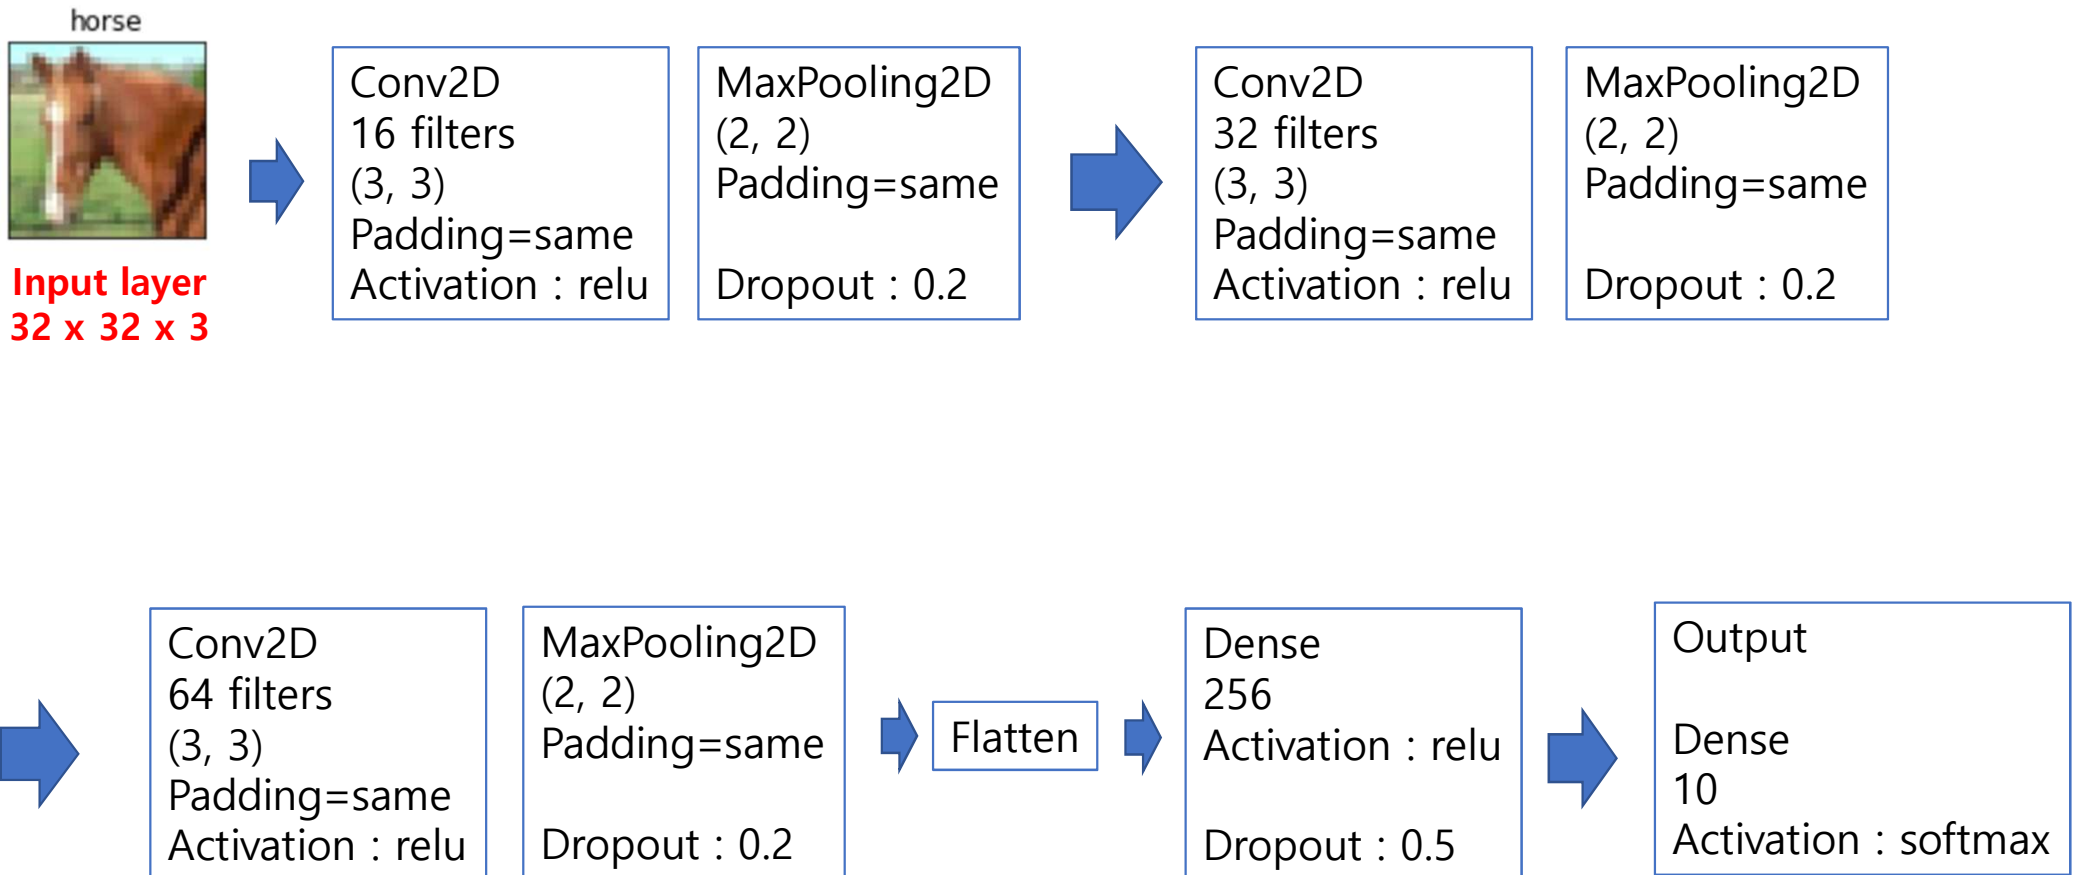 horse
Input layer
32 x 32 x 3
Conv2D
16 filters
(3, 3)
Padding=same
Activation : relu
MaxPooling2D
(2, 2)
Padding=same
Dropout : 0.2
Conv2D
32 filters
(3, 3)
Padding=same
Activation : relu
MaxPooling2D
(2, 2)
Padding=same
Dropout : 0.2
Conv2D
64 filters
(3, 3)
Padding=same
Activation : relu
MaxPooling2D
(2, 2)
Padding=same
Dropout : 0.2
Flatten
Dense
256
Activation : relu
Dropout : 0.5
Output
Dense
10
Activation : softmax